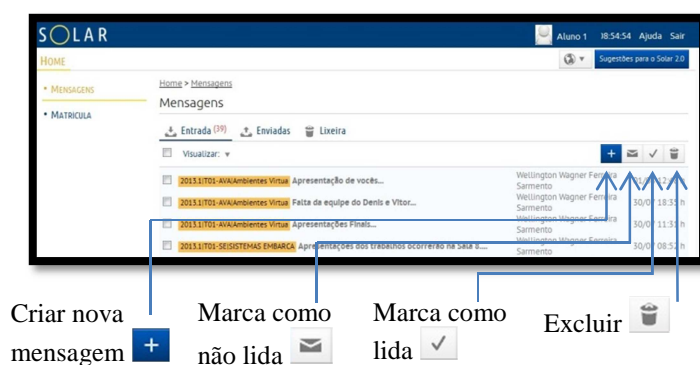 SOLAR
Aluno 1 18:54:54 Ajuda Sair
HOME
Sugestões para o Solar 2.0
• MENSAGENS
• MATRÍCULA
Home > Mensagens
Mensagens
Entrada (39) Enviadas Lixeira
Visualizar:
2013.1|T01-AVA|Ambientes Virtua Apresentação de vocês... Wellington Wagner Ferreira Sarmento
2013.1|T01-AVA|Ambientes Virtua Falta da equipe do Denis e Vitor... Wellington Wagner Ferreira Sarmento 30/07 18:35 h
2013.1|T01-AVA|Ambientes Virtua Apresentações Finais... Wellington Wagner Ferreira Sarmento 30/07 11:31 h
2013.1|T01-SE|SISTEMAS EMBARCA Apresentações dos trabalhos ocorrerão na Sala 6.... Wellington Wagner Ferreira Sarmento 30/07 08:52 h
Criar nova
mensagem +
Marca como
não lida
Marca como
lida
Excluir